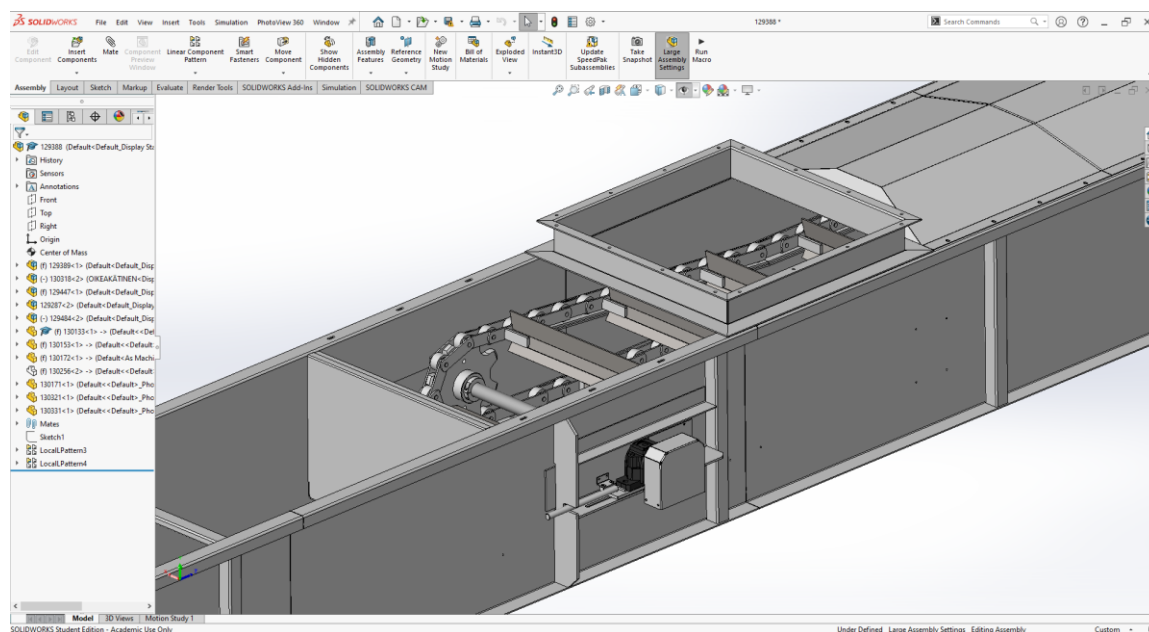 SOLIDWORKS File Edit View Insert Tools Simulation PhotoView 360 Window 129388 * Search Commands
Edit Component
Insert Components
Mate
Component Preview Window
Linear Component Pattern
Smart Fasteners
Move Component
Show Hidden Components
Assembly Features
Reference Geometry
New Motion Study
Bill of Materials
Exploded View
Instant3D
Update SpeedPak Subassemblies
Take Snapshot
Large Assembly Settings
Run Macro
Assembly Layout Sketch Markup Evaluate Render Tools SOLIDWORKS Add-Ins Simulation SOLIDWORKS CAM
129388 (Default<Default_Display Sta
History
Sensors
Annotations
Front
Top
Right
Origin
Center of Mass
(f) 129389<1> (Default<Default_Disp
(-) 130318<2> (OIKEAKÄTINEN<Disp
(f) 129447<1> (Default<Default_Disp
129287<2> (Default<Default_Display
(-) 129484<2> (Default<Default_Disp
(f) 130133<1> -> (Default<<Def
(f) 130153<1> -> (Default<<Default
(f) 130172<1> -> (Default<As Machi
(f) 130256<2> -> (Default<<Default
130171<1> (Default<<Default>_Pho
130321<1> (Default<<Default>_Pho
130331<1> (Default<<Default>_Pho
Mates
Sketch1
LocalLPattern3
LocalLPattern4
Model 3D Views Motion Study 1
SOLIDWORKS Student Edition - Academic Use Only Under Defined Large Assembly Settings Editing Assembly Custom